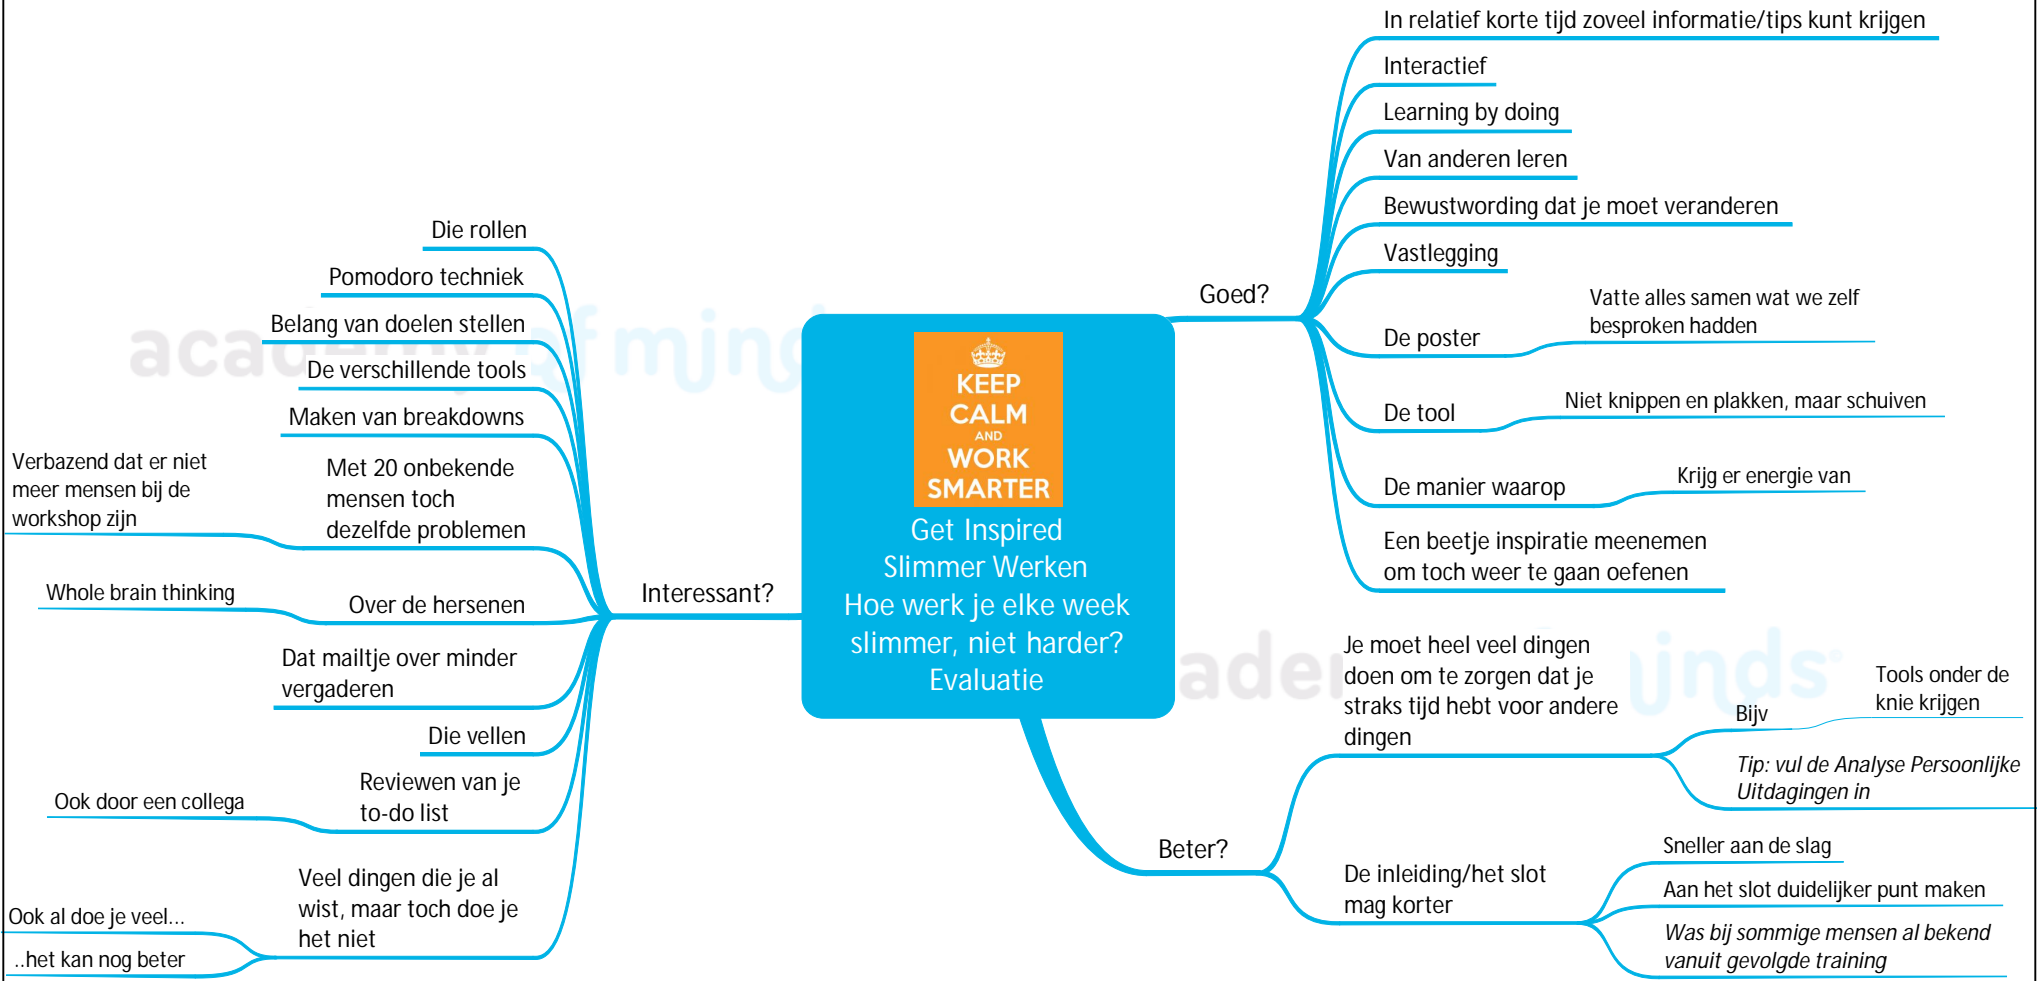 KEEP
CALM
AND
WORK
SMARTER
Get Inspired
Slimmer Werken
Hoe werk je elke week
slimmer, niet harder?
Evaluatie
Goed?
In relatief korte tijd zoveel informatie/tips kunt krijgen
Interactief
Learning by doing
Van anderen leren
Bewustwording dat je moet veranderen
Vastlegging
De poster
Vatte alles samen wat we zelf
besproken hadden
De tool
Niet knippen en plakken, maar schuiven
De manier waarop
Krijg er energie van
Een beetje inspiratie meenemen
om toch weer te gaan oefenen
Beter?
Je moet heel veel dingen
doen om te zorgen dat je
straks tijd hebt voor andere
dingen
Bijv
Tools onder de
knie krijgen
Tip: vul de Analyse Persoonlijke
Uitdagingen in
De inleiding/het slot
mag korter
Sneller aan de slag
Aan het slot duidelijker punt maken
Was bij sommige mensen al bekend
vanuit gevolgde training
Interessant?
Die rollen
Pomodoro techniek
Belang van doelen stellen
De verschillende tools
Maken van breakdowns
Met 20 onbekende
mensen toch
dezelfde problemen
Verbazend dat er niet
meer mensen bij de
workshop zijn
Over de hersenen
Whole brain thinking
Dat mailtje over minder
vergaderen
Die vellen
Reviewen van je
to-do list
Ook door een collega
Veel dingen die je al
wist, maar toch doe je
het niet
Ook al doe je veel...
..het kan nog beter